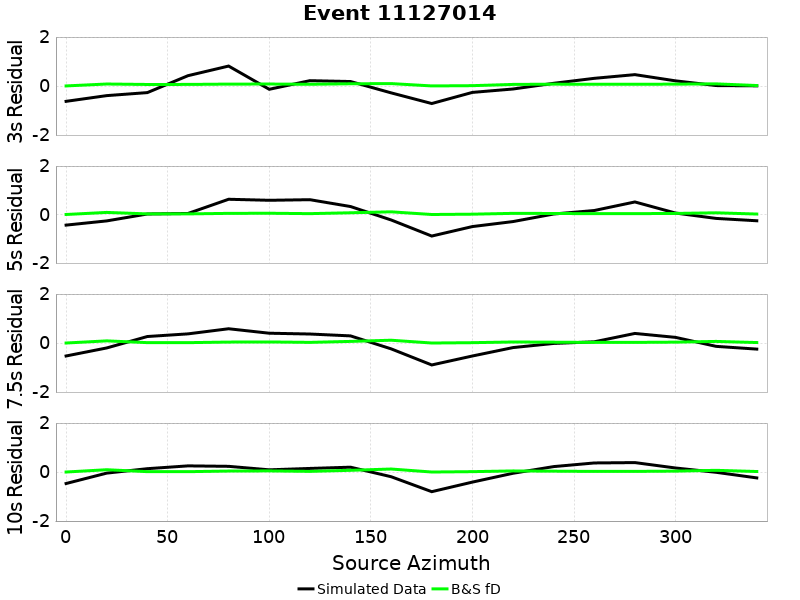 Event 11127014
3s Residual
2
0
-2
5s Residual
2
0
-2
7.5s Residual
2
0
-2
10s Residual
2
0
-2
0 50 100 150 200 250 300
Source Azimuth
Simulated Data B&S fD